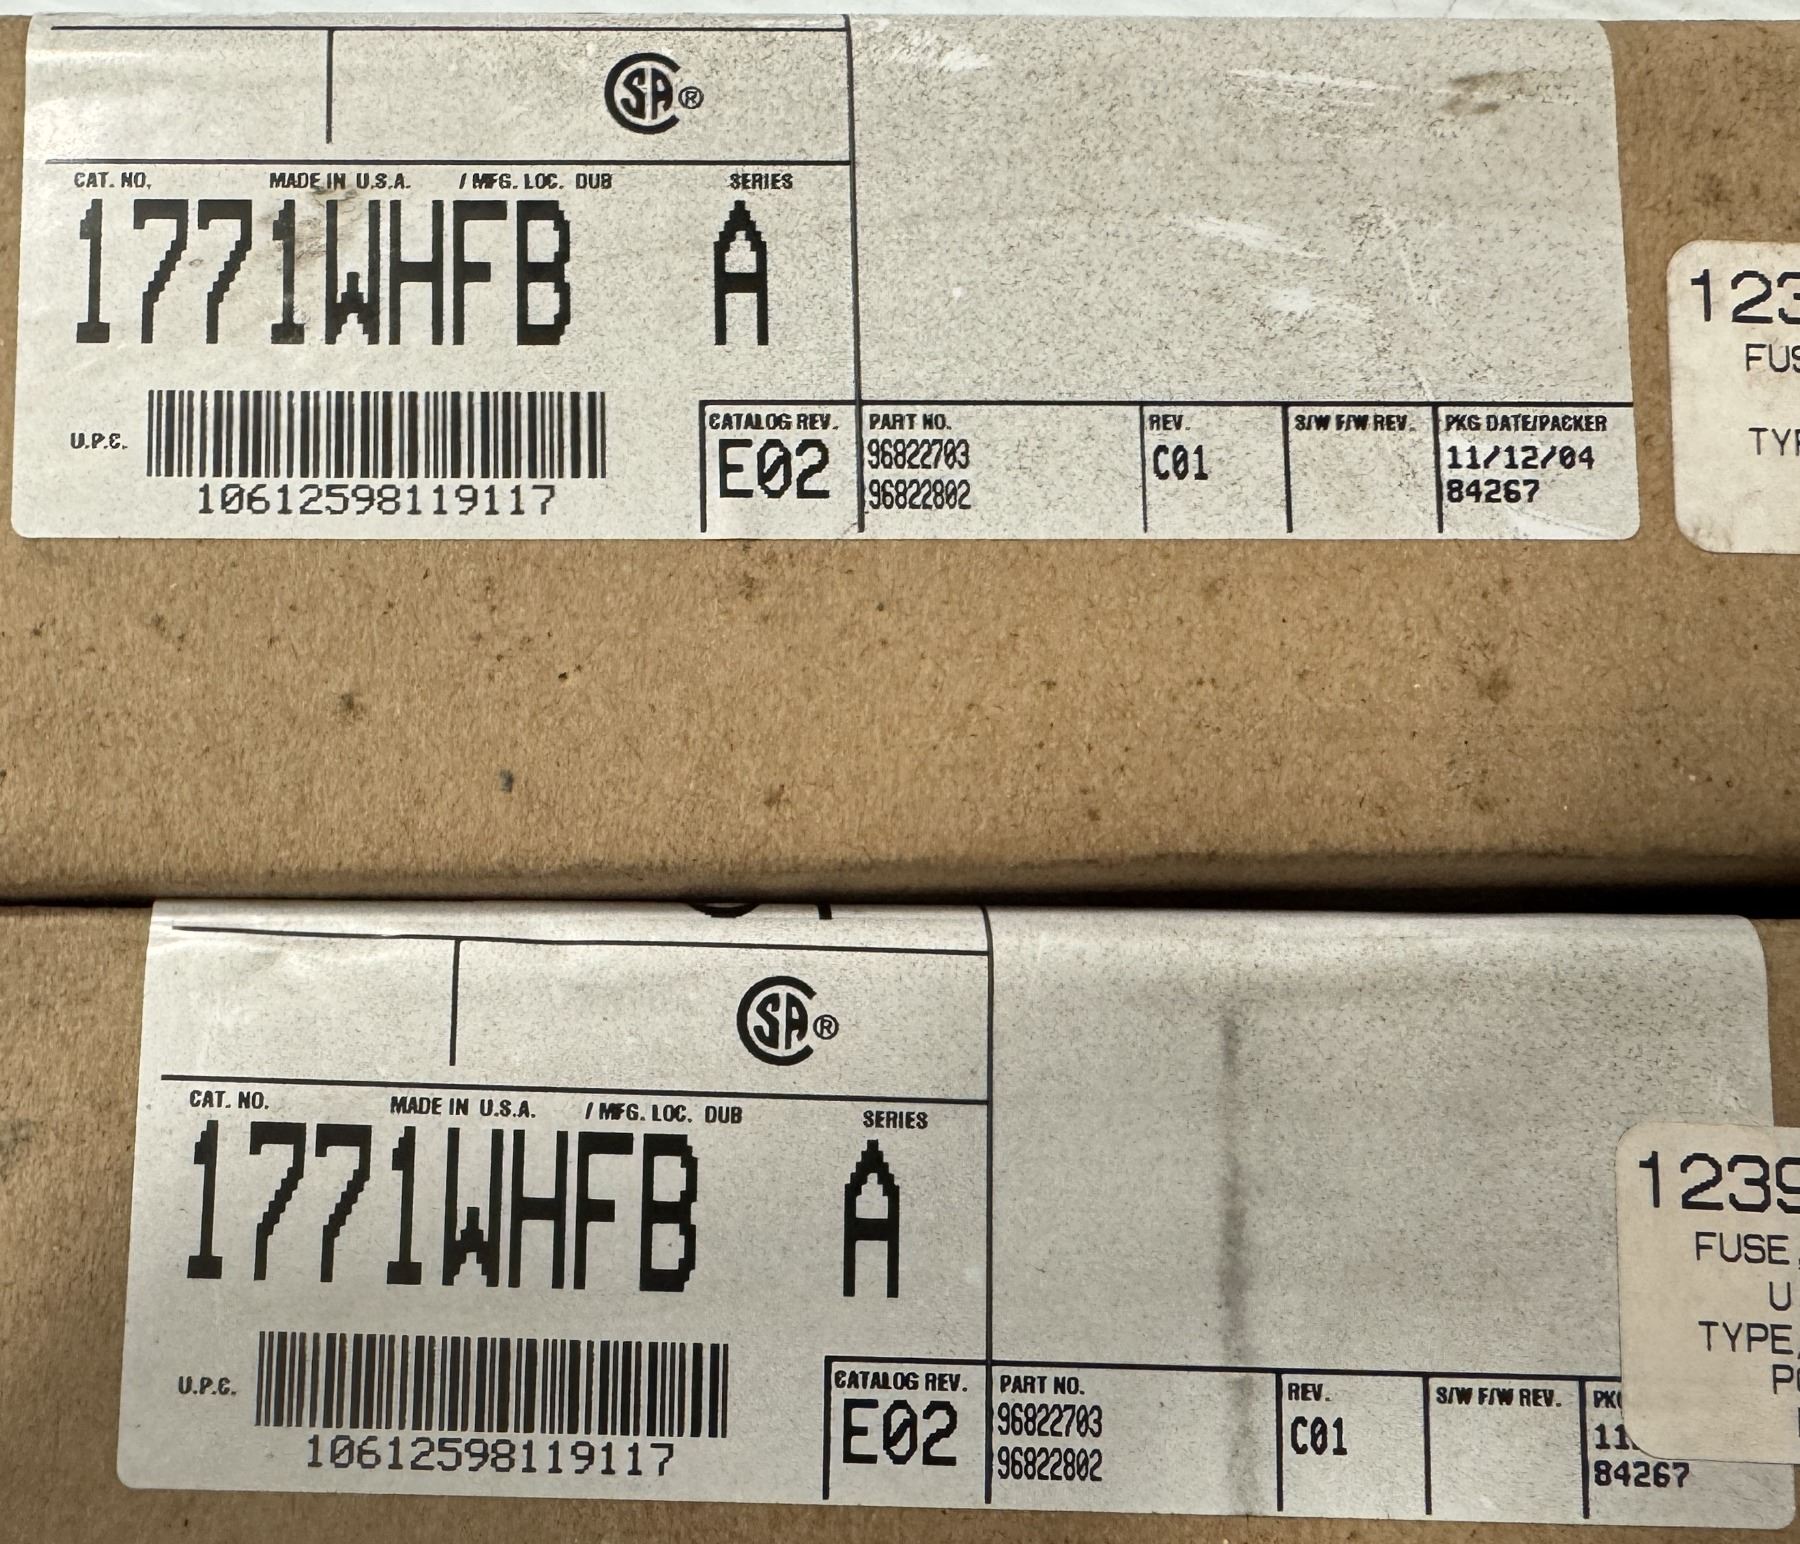 CSA®
CAT. NO. MADE IN U.S.A. / MFG. LOC. DUB SERIES
1771WHFB A
U.P.C.
10612598119117
CATALOG REV. PART NO. REV. S/W F/W REV. PKG DATE/PACKER
E02 96822703 C01 11/12/04
96822802 84267
123
FUS
TYP
CSA®
CAT. NO. MADE IN U.S.A. / MFG. LOC. DUB SERIES
1771WHFB A
U.P.C.
10612598119117
CATALOG REV. PART NO. REV. S/W F/W REV. PK
E02 96822703 C01 11
96822802 84267
1239
FUSE,
U
TYPE,